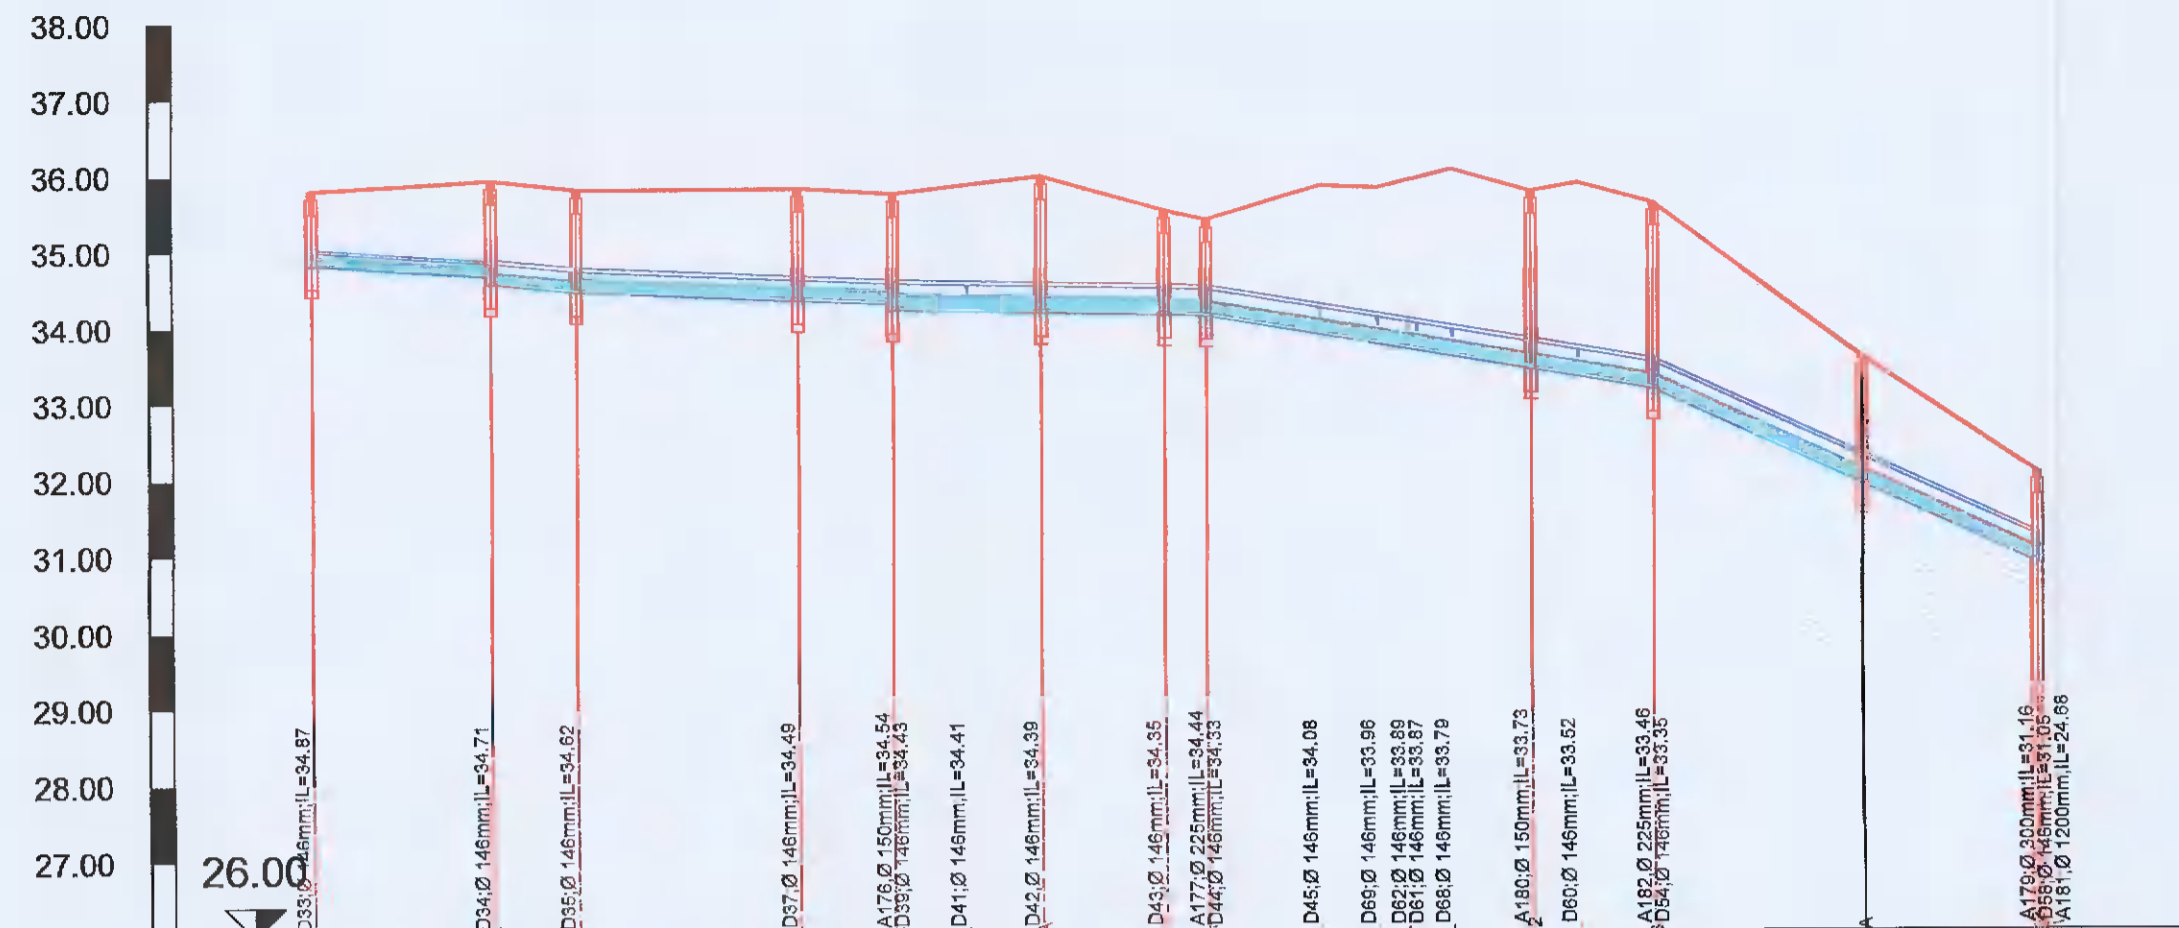 38.00
37.00
36.00
35.00
34.00
33.00
32.00
31.00
30.00
29.00
28.00
27.00
26.00
D33;Ø 146mm;IL=34.87
D34;Ø 146mm;IL=34.71
D35;Ø 146mm;IL=34.62
D37;Ø 146mm;IL=34.49
A176;Ø 150mm;IL=34.54
D39;Ø 146mm;IL=34.43
D41;Ø 146mm;IL=34.41
D42;Ø 146mm;IL=34.39
D43;Ø 146mm;IL=34.35
A177;Ø 225mm;IL=34.44
D44;Ø 146mm;IL=34.33
D45;Ø 146mm;IL=34.08
D69;Ø 146mm;IL=33.96
D62;Ø 146mm;IL=33.89
D61;Ø 146mm;IL=33.87
D68;Ø 146mm;IL=33.79
A180;Ø 150mm;IL=33.73
D60;Ø 146mm;IL=33.52
A182;Ø 225mm;IL=33.46
D54;Ø 146mm;IL=33.35
A179;Ø 300mm;IL=31.16
D58;Ø 146mm;IL=31.05
A181;Ø 1200mm;IL=24.68